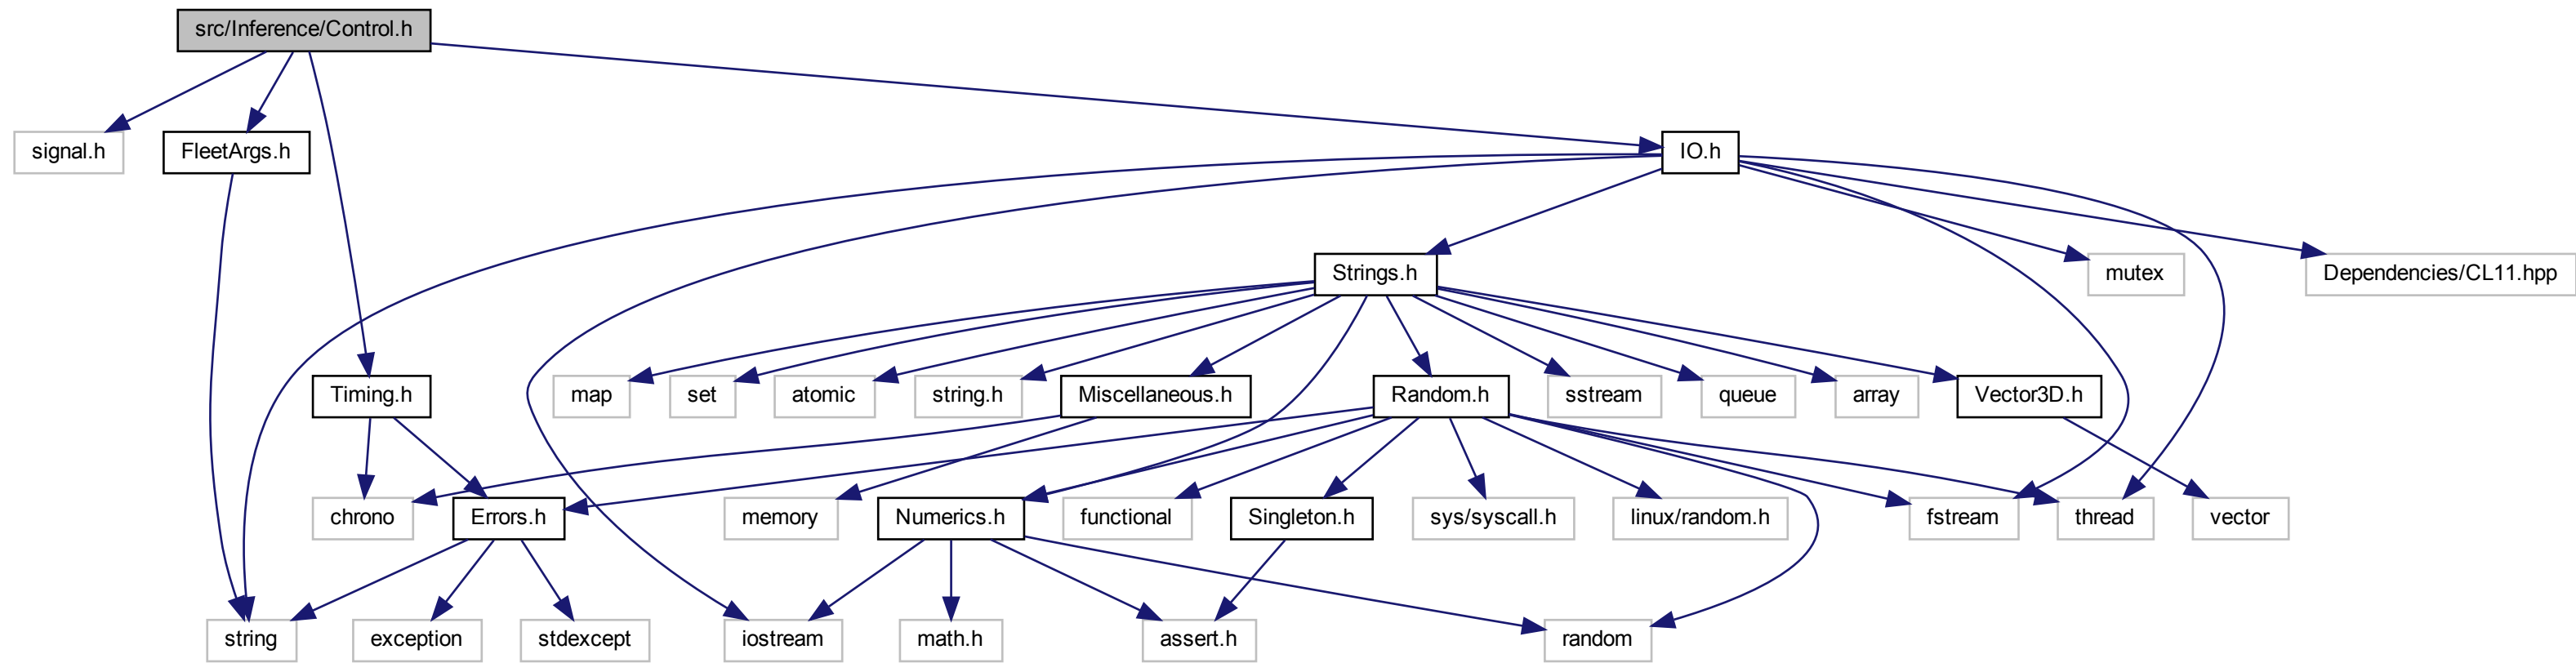 src/Inference/Control.h
signal.h
FleetArgs.h
IO.h
Strings.h
mutex
Dependencies/CL11.hpp
Timing.h
map
set
atomic
string.h
Miscellaneous.h
Random.h
sstream
queue
array
Vector3D.h
chrono
Errors.h
memory
Numerics.h
functional
Singleton.h
sys/syscall.h
linux/random.h
fstream
thread
vector
string
exception
stdexcept
iostream
math.h
assert.h
random